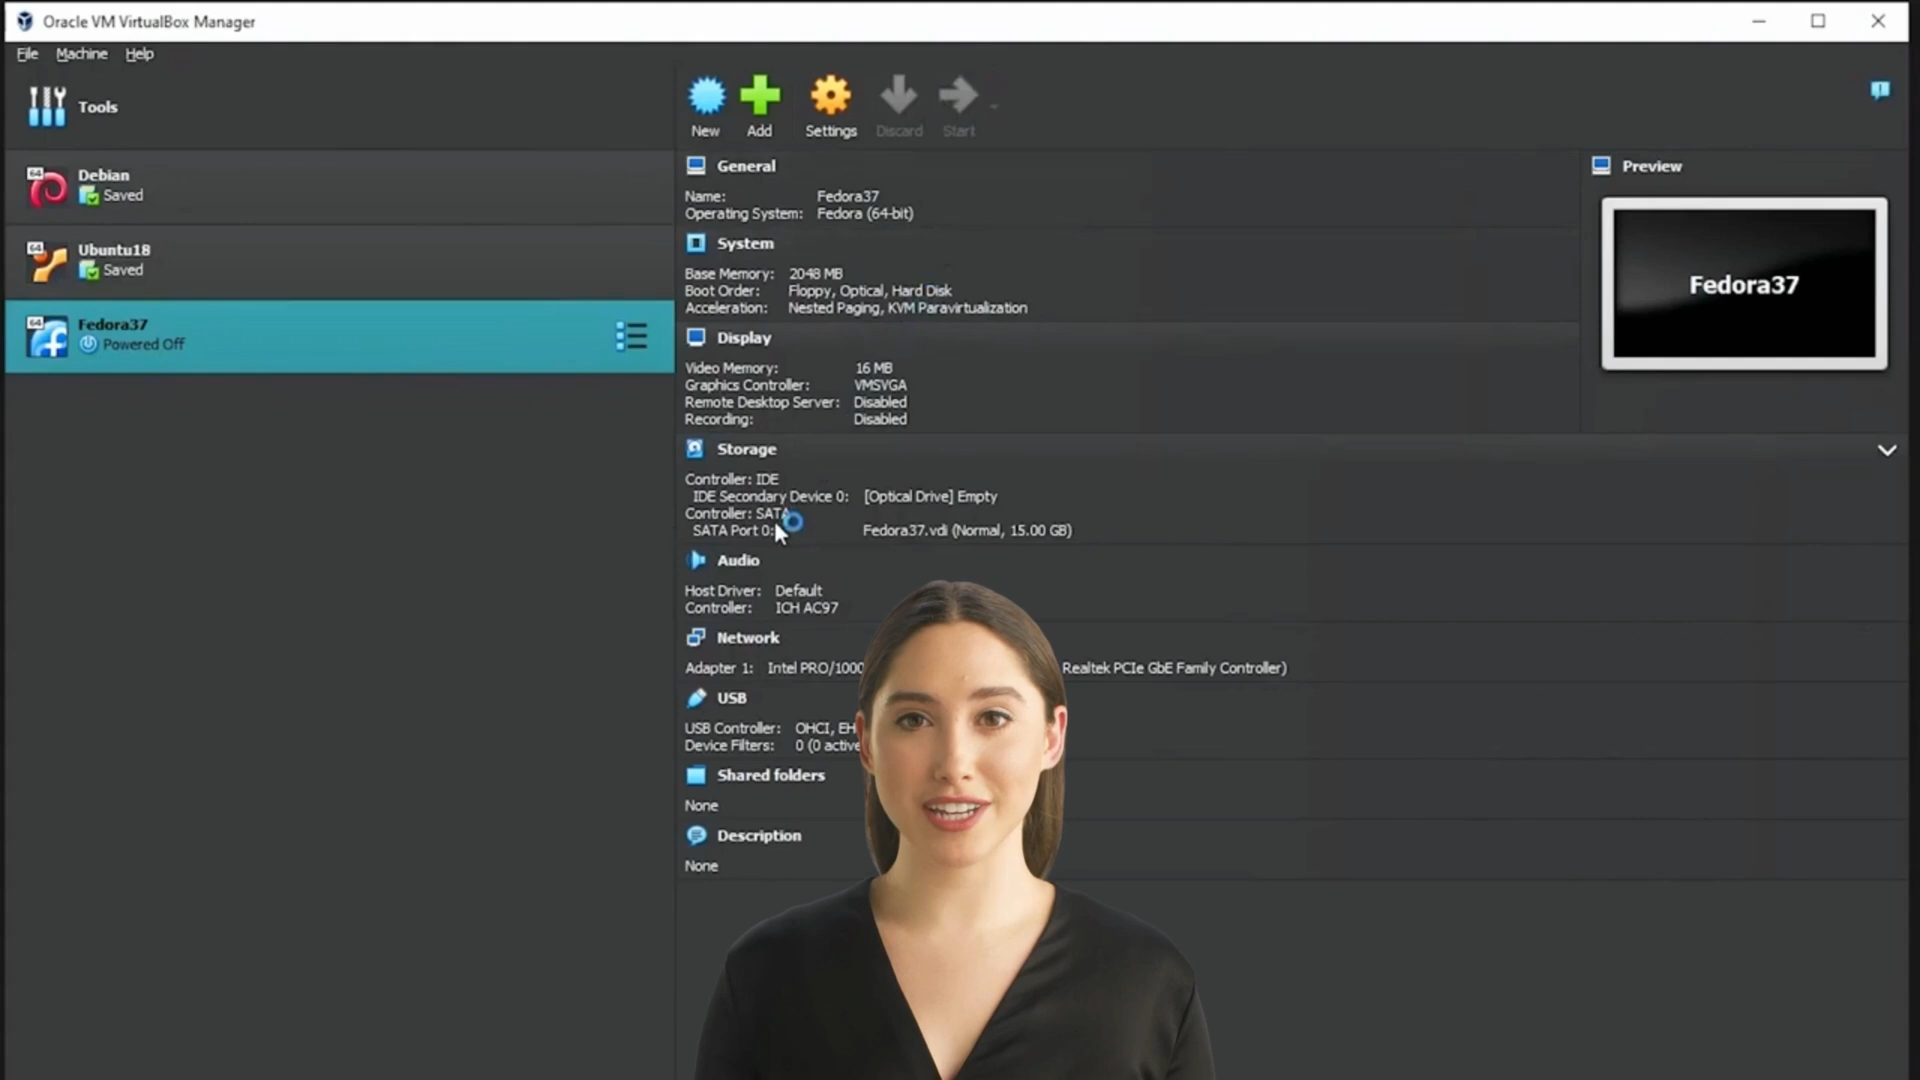 Oracle VM VirtualBox Manager
File Machine Help
Tools
New Add Settings Discard Start
64
Debian
Saved
64
Ubuntu18
Saved
64
Fedora37
Powered Off
General
Name: Fedora37
Operating System: Fedora (64-bit)
System
Base Memory: 2048 MB
Boot Order: Floppy, Optical, Hard Disk
Acceleration: Nested Paging, KVM Paravirtualization
Display
Video Memory: 16 MB
Graphics Controller: VMSVGA
Remote Desktop Server: Disabled
Recording: Disabled
Storage
Controller: IDE
IDE Secondary Device 0: [Optical Drive] Empty
Controller: SATA
SATA Port 0: Fedora37.vdi (Normal, 15.00 GB)
Audio
Host Driver: Default
Controller: ICH AC97
Network
Adapter 1: Intel PRO/1000 Realtek PCIe GbE Family Controller)
USB
USB Controller: OHCI, EH
Device Filters: 0 (0 active
Shared folders
None
Description
None
Preview
Fedora37